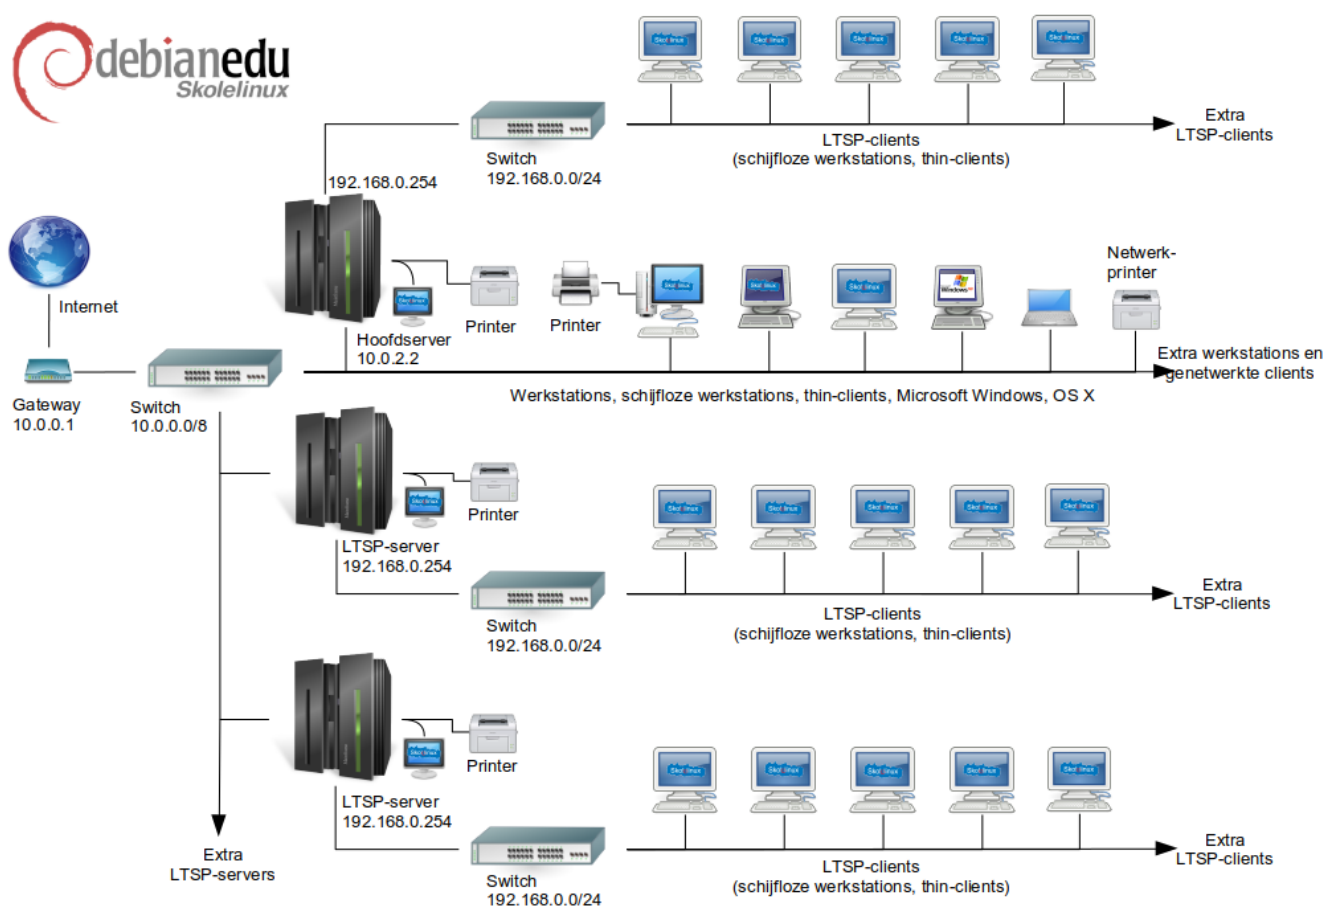 debianedu
Skolelinux
Switch
192.168.0.0/24
LTSP-clients
(schijfloze werkstations, thin-clients)
Extra
LTSP-clients
192.168.0.254
Internet
Printer
Printer
Netwerk-
printer
Hoofdserver
10.0.2.2
Windows
Extra werkstations en
genetwerkte clients
Gateway
10.0.0.1
Switch
10.0.0.0/8
Werkstations, schijfloze werkstations, thin-clients, Microsoft Windows, OS X
Printer
LTSP-server
192.168.0.254
Switch
192.168.0.0/24
LTSP-clients
(schijfloze werkstations, thin-clients)
Extra
LTSP-clients
Printer
LTSP-server
192.168.0.254
Switch
192.168.0.0/24
LTSP-clients
(schijfloze werkstations, thin-clients)
Extra
LTSP-clients
Extra
LTSP-servers